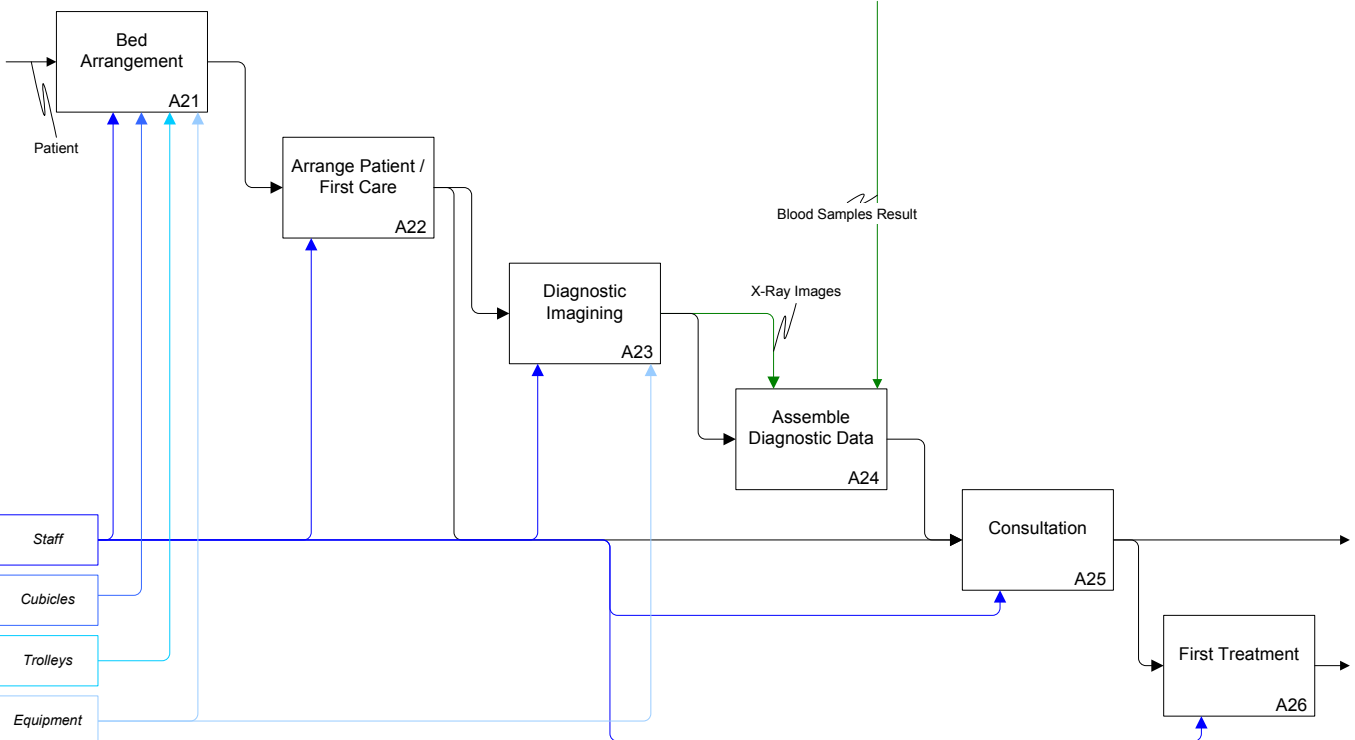 Bed
Arrangement
A21
Patient
Arrange Patient /
First Care
A22
Blood Samples Result
Diagnostic
Imagining
A23
X-Ray Images
Assemble
Diagnostic Data
A24
Staff
Consultation
A25
Cubicles
Trolleys
First Treatment
A26
Equipment